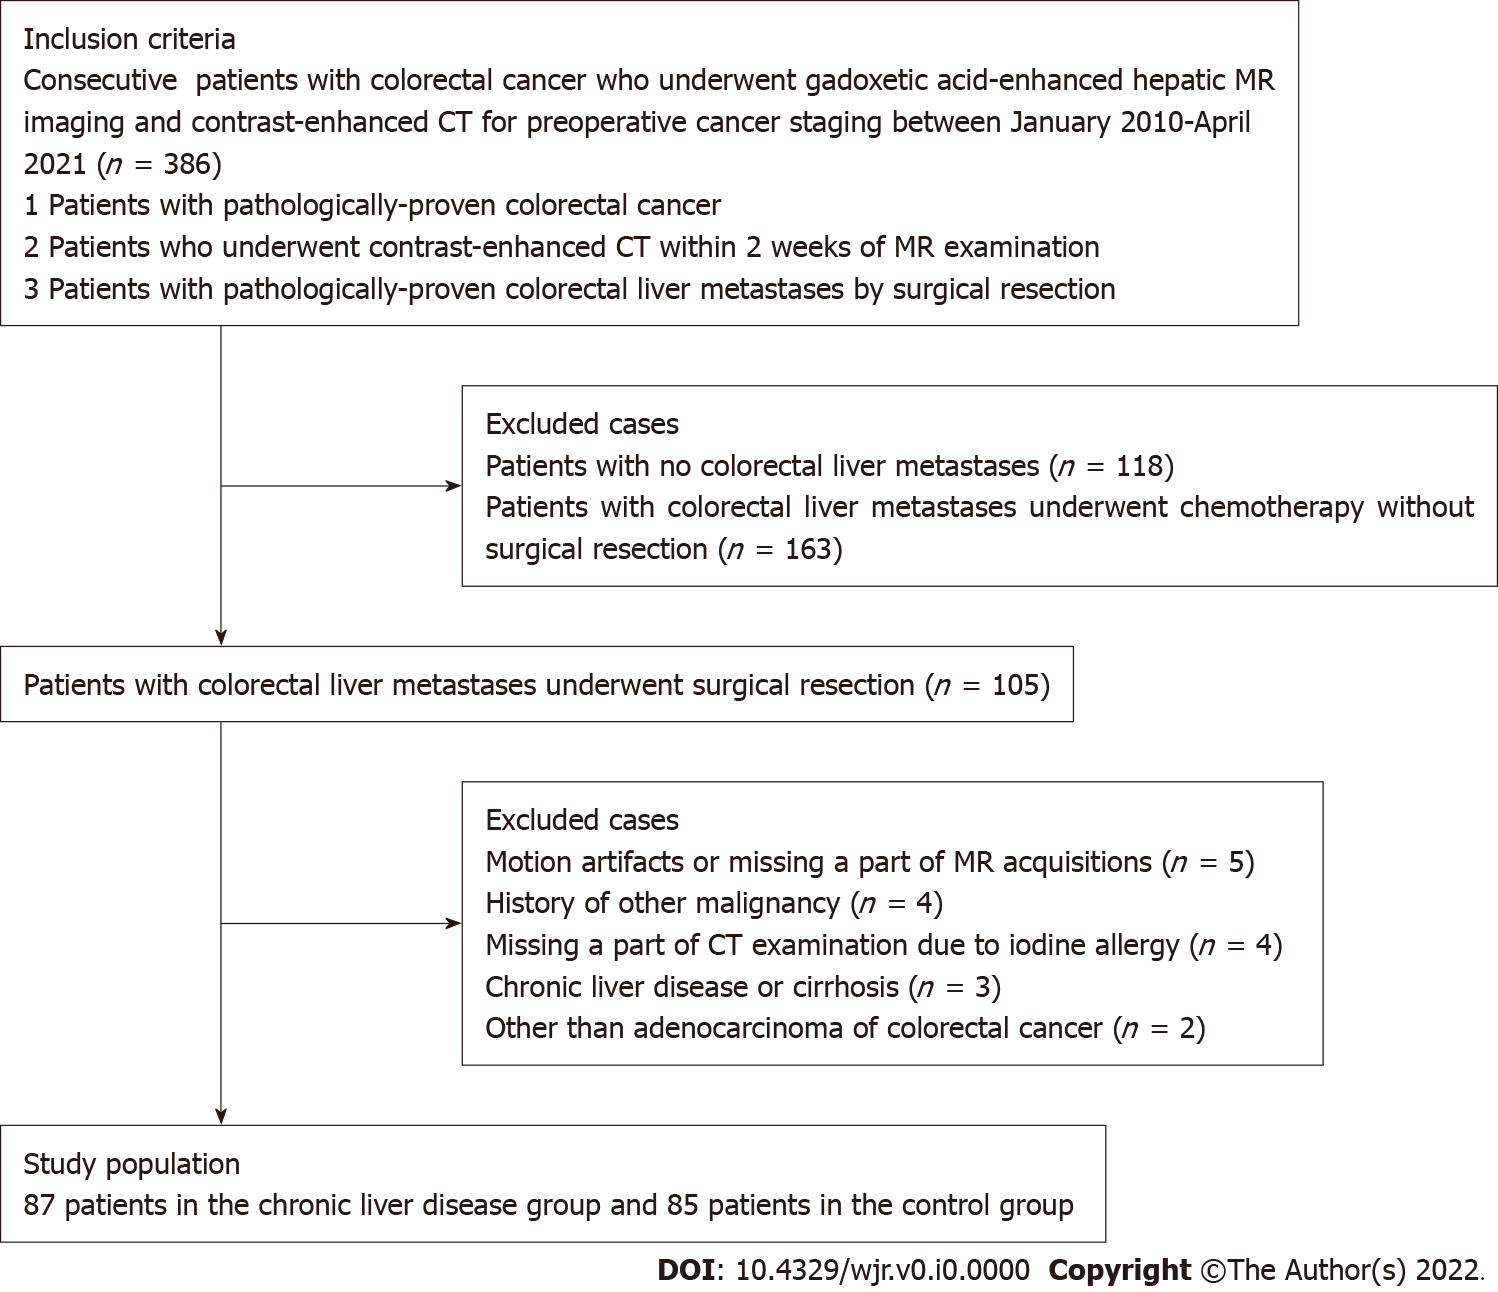 Inclusion criteria
Consecutive patients with colorectal cancer who underwent gadoxetic acid-enhanced hepatic MR
imaging and contrast-enhanced CT for preoperative cancer staging between January 2010-April
2021 (n = 386)
1 Patients with pathologically-proven colorectal cancer
2 Patients who underwent contrast-enhanced CT within 2 weeks of MR examination
3 Patients with pathologically-proven colorectal liver metastases by surgical resection
Excluded cases
Patients with no colorectal liver metastases (n = 118)
Patients with colorectal liver metastases underwent chemotherapy without
surgical resection (n = 163)
Patients with colorectal liver metastases underwent surgical resection (n = 105)
Excluded cases
Motion artifacts or missing a part of MR acquisitions (n = 5)
History of other malignancy (n = 4)
Missing a part of CT examination due to iodine allergy (n = 4)
Chronic liver disease or cirrhosis (n = 3)
Other than adenocarcinoma of colorectal cancer (n = 2)
Study population
87 patients in the chronic liver disease group and 85 patients in the control group
DOI: 10.4329/wjr.v0.i0.0000 Copyright ©The Author(s) 2022.